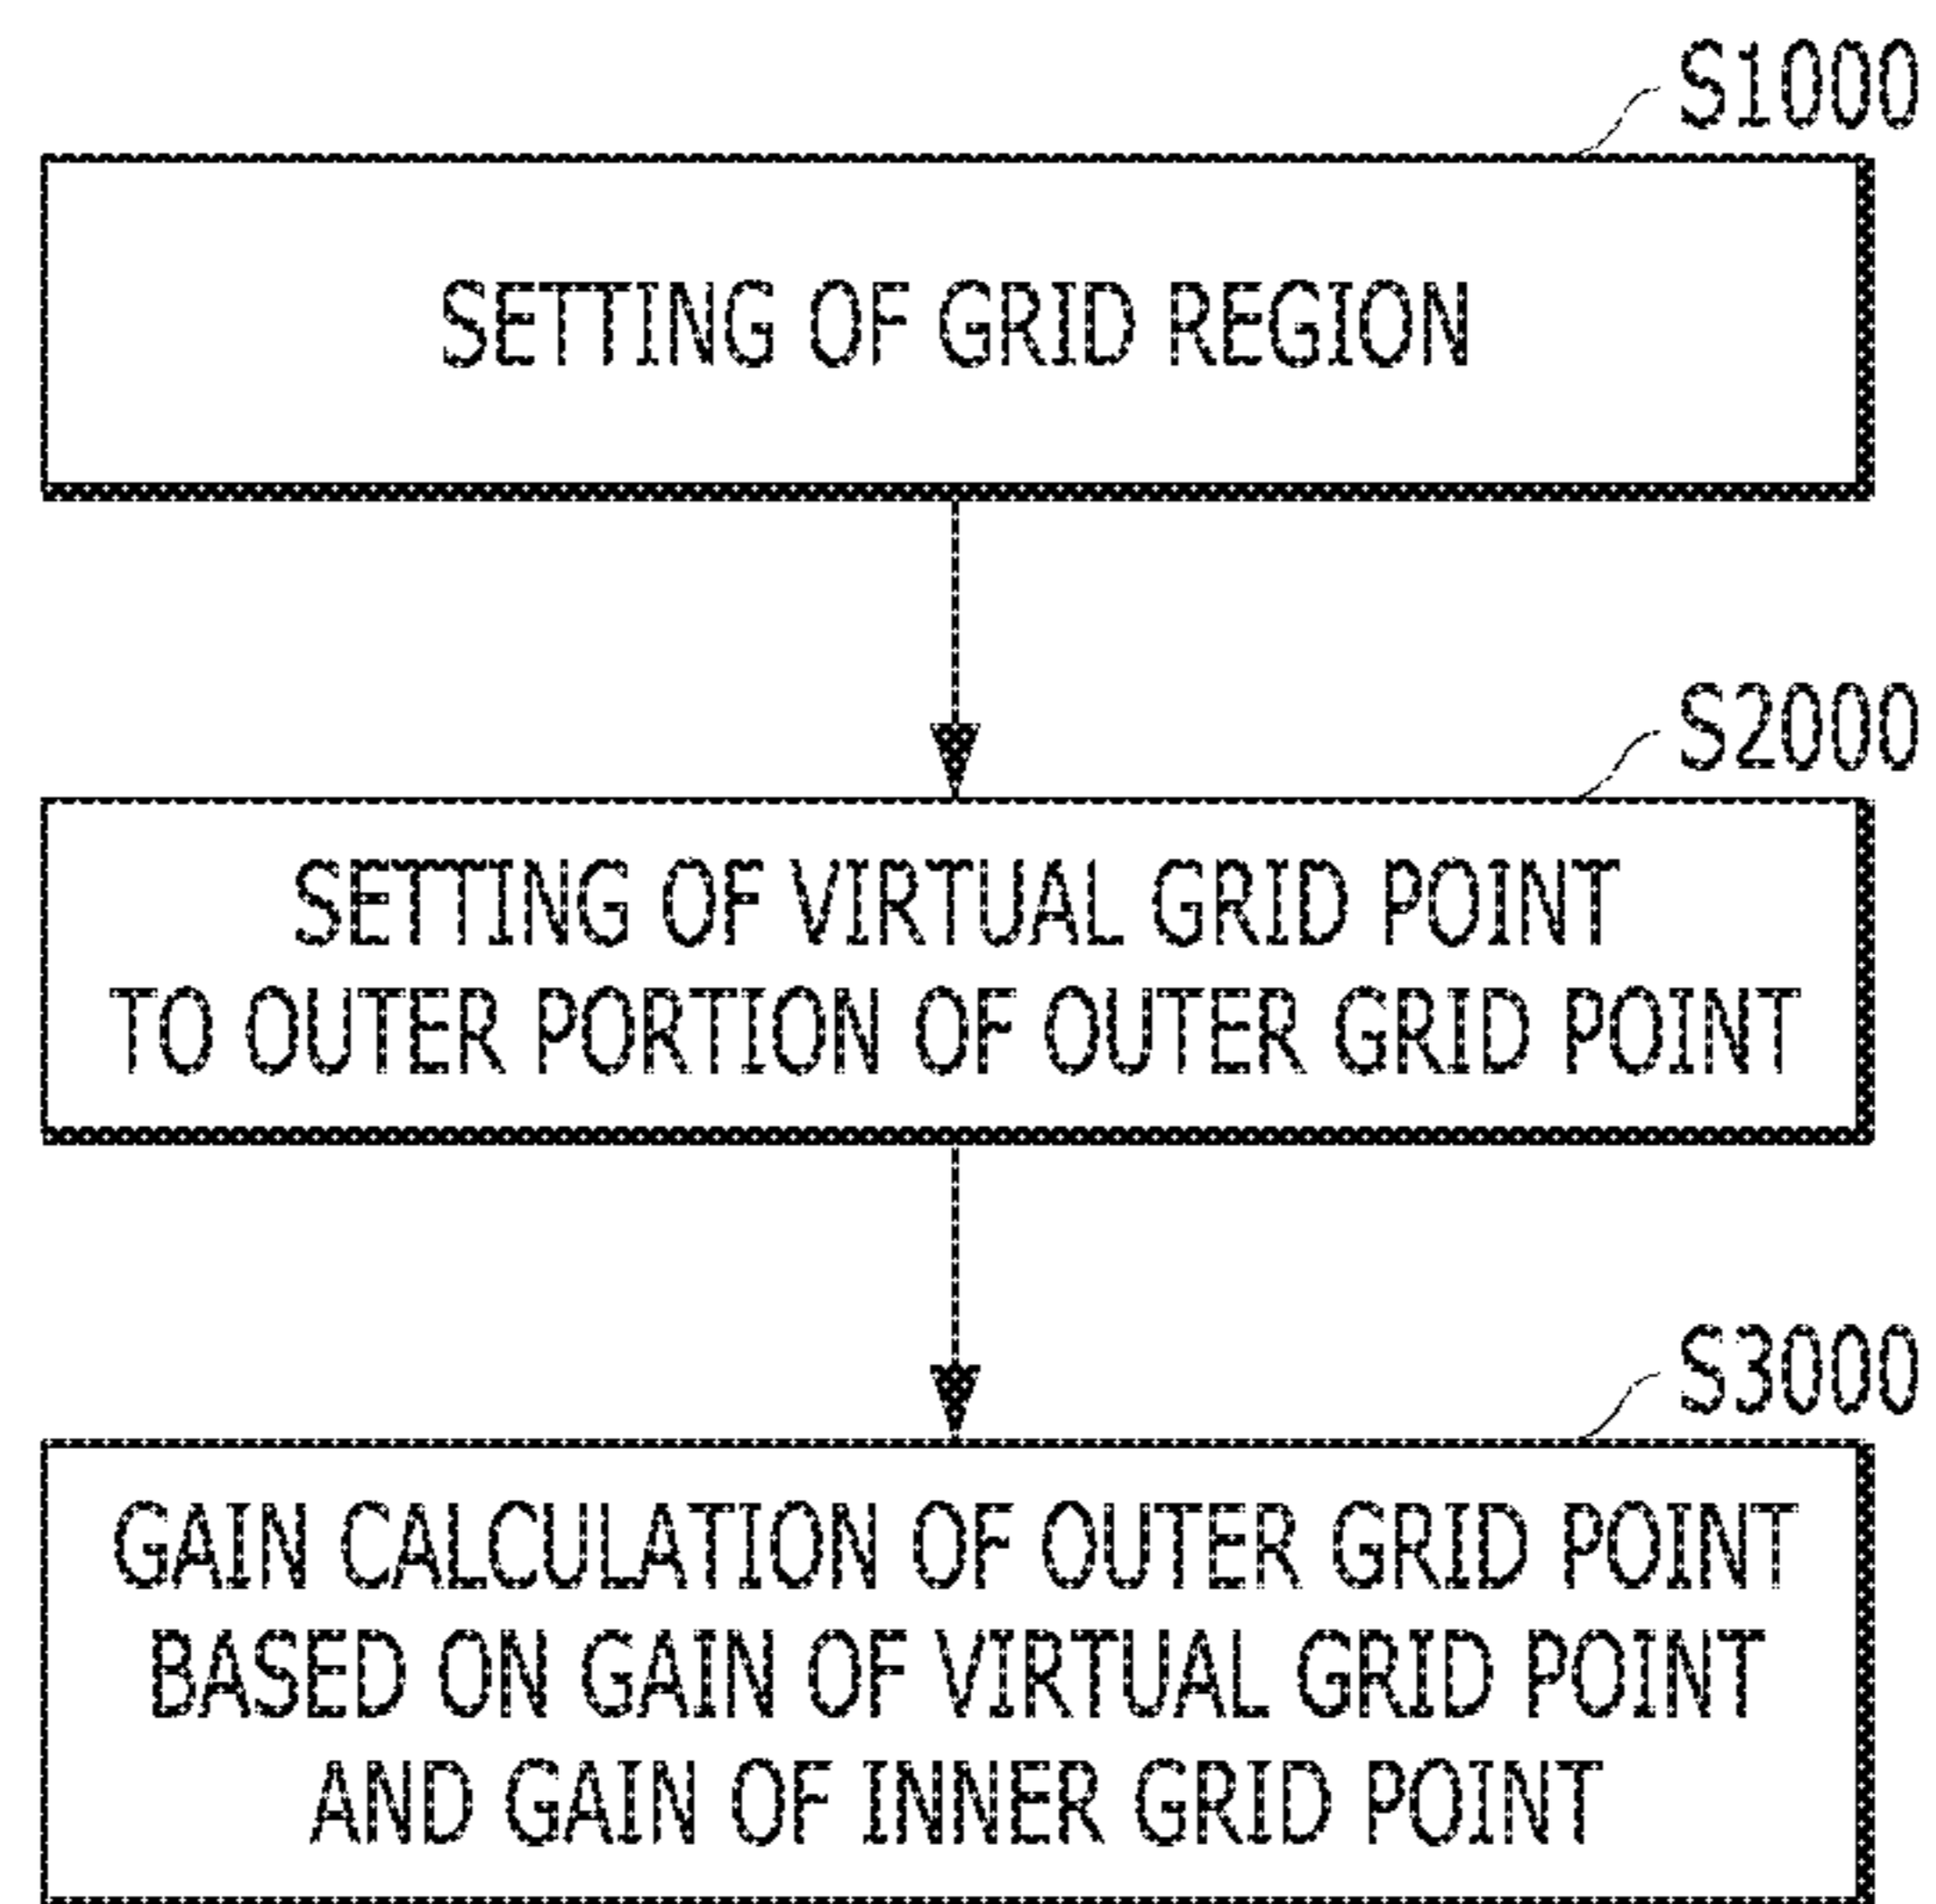 S1000
SETTING OF GRID REGION
S2000
SETTING OF VIRTUAL GRID POINT
TO OUTER PORTION OF OUTER GRID POINT
S3000
GAIN CALCULATION OF OUTER GRID POINT
BASED ON GAIN OF VIRTUAL GRID POINT
AND GAIN OF INNER GRID POINT